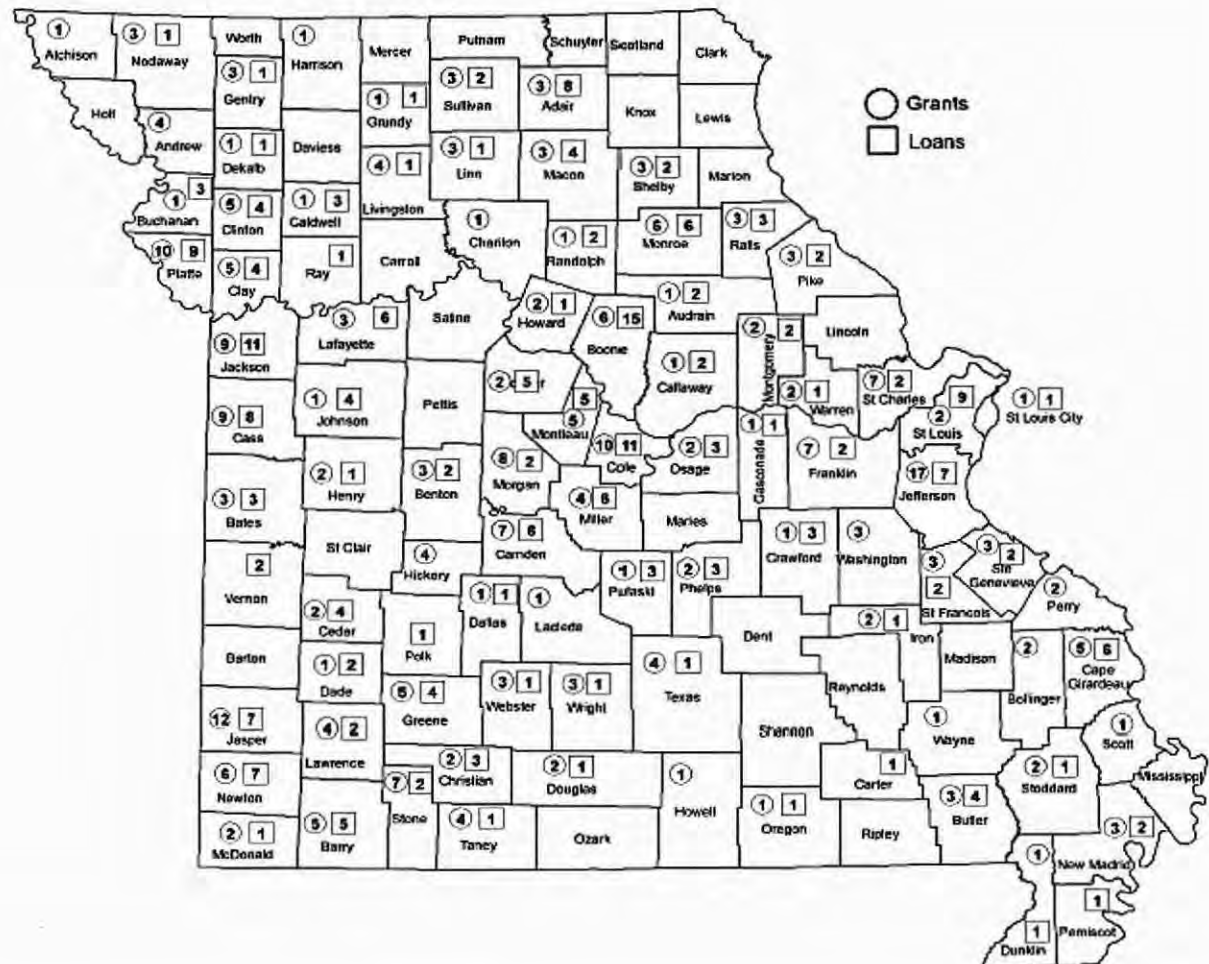 1
Atchison
3 1
Nodaway
Worth
1
Harrison
Mercer
Putnam
Schuyler
Scotland
Clark
Grants
Loans
Holt
4
Andrew
3 1
Gentry
1 1
Grundy
3 2
Sullivan
3 8
Adair
Knox
Lewis
1 1
Dekalb
Daviess
4 1
Livingston
3 1
Linn
3 4
Macon
3 2
Shelby
Marion
3
1
Buchanan
5 4
Clinton
1 3
Caldwell
1
Chariton
1 2
Randolph
6 6
Monroe
3 3
Ralls
3 2
Pike
10 9
Platte
5 4
Clay
1
Ray
Carroll
9 11
Jackson
3 6
Lafayette
Saline
2 1
Howard
6 15
Boone
1 2
Audrain
2 2
Montgomery
Lincoln
9 8
Cass
1 4
Johnson
Pettis
2 5
5
5
Moniteau
1 2
Callaway
2 1
Warren
7 2
St Charles
9
2
St Louis
1 1
St Louis City
3 3
Bates
2 1
Henry
3 2
Benton
8 2
Morgan
10 11
Cole
2 3
Osage
1 1
Gasconade
7 2
Franklin
17 7
Jefferson
4 6
Miller
Maries
St Clair
4
Hickory
7 6
Camden
1 3
Pulaski
2 3
Phelps
1 3
Crawford
3
Washington
3
2
St Francois
3 2
Ste
Genevieve
2
Perry
2
Vernon
2 4
Cedar
1
Polk
1 1
Dallas
1
Laclede
Dent
2 1
Iron
Madison
2
Bollinger
5 6
Cape
Girardeau
Barton
1 2
Dade
5 4
Greene
3 1
Webster
3 1
Wright
4 1
Texas
Shannon
Reynolds
1
Wayne
1
Scott
Mississippi
12 7
Jasper
4 2
Lawrence
2 3
Christian
2 1
Douglas
1
Howell
1
Carter
2 1
Stoddard
6 7
Newton
7 2
Stone
1 1
Oregon
Ripley
3 4
Butler
3 2
New Madrid
2 1
McDonald
5 5
Barry
4 1
Taney
Ozark
1
1
Dunklin
1
Pemiscot